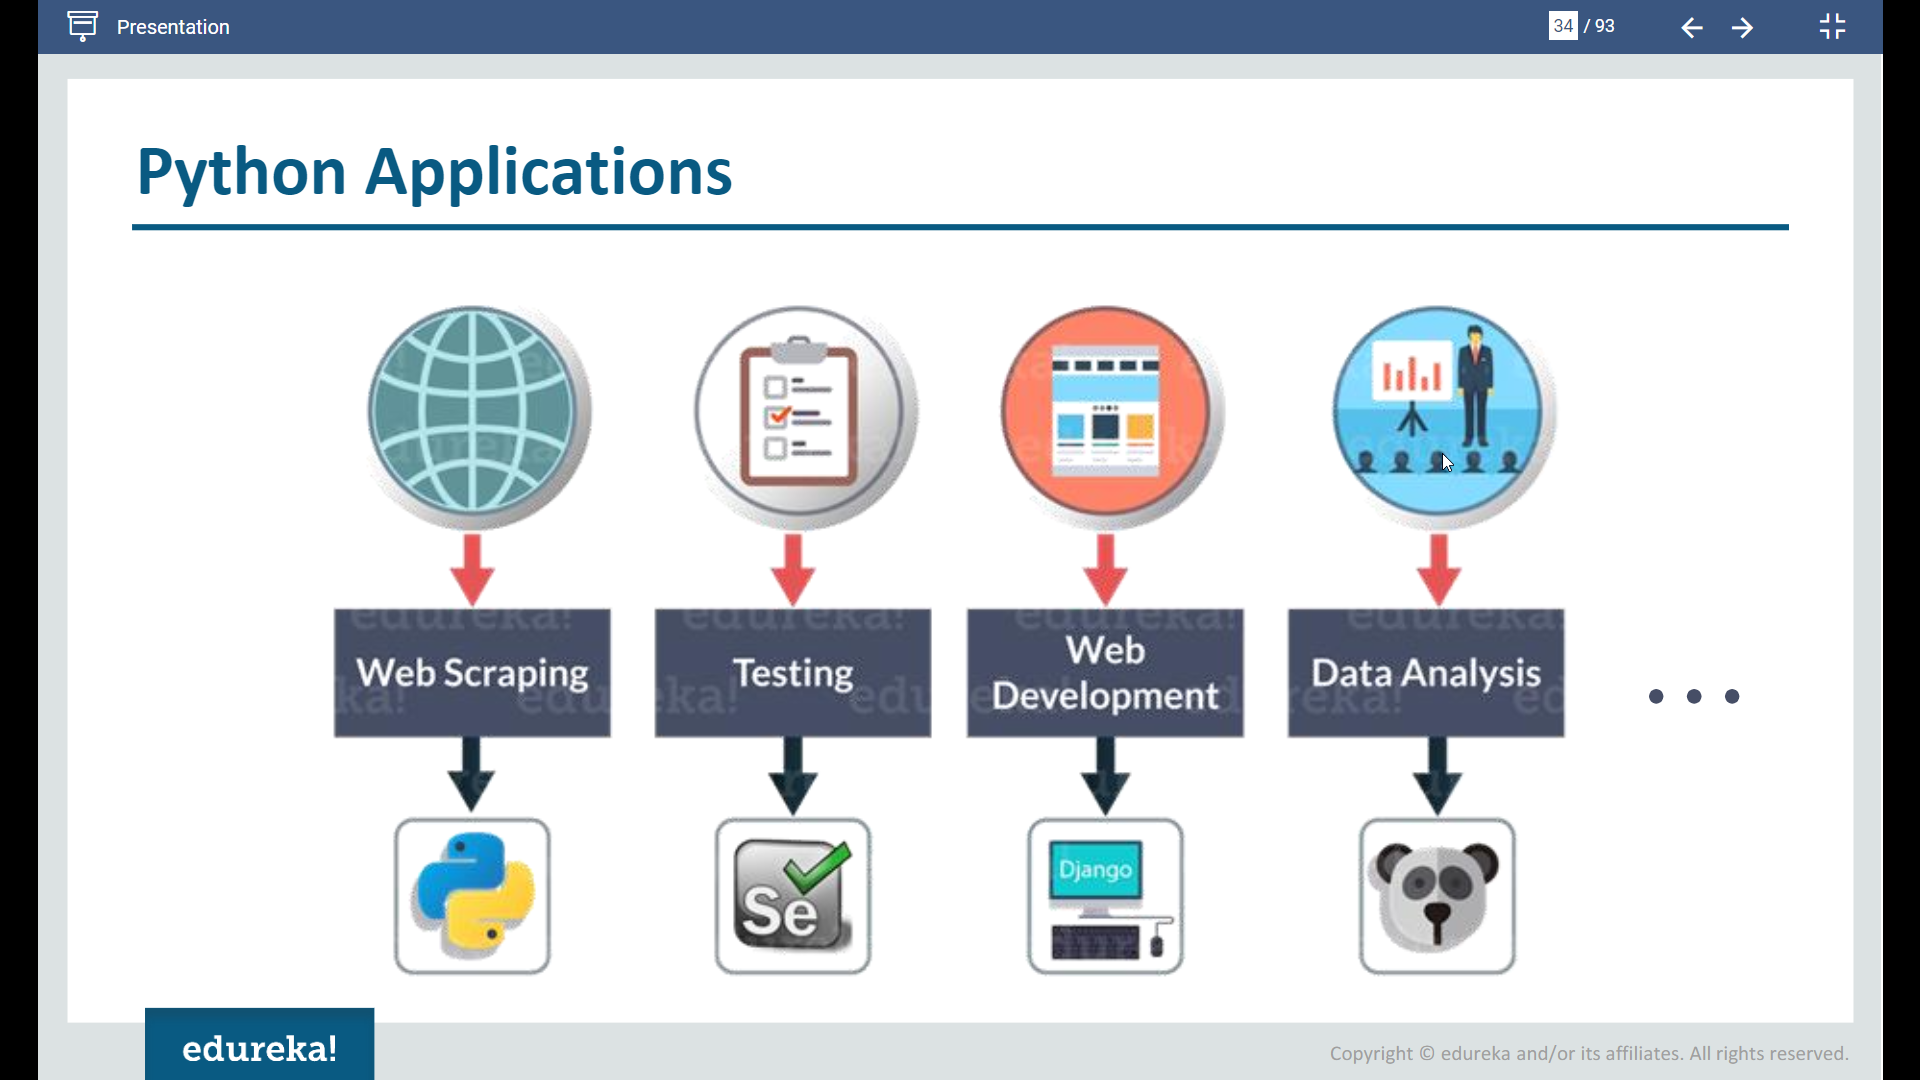 Presentation
34 / 93
Python Applications
Web Scraping
Testing
Web
Development
Data Analysis
Se
Django
edureka!
Copyright © edureka and/or its affiliates. All rights reserved.